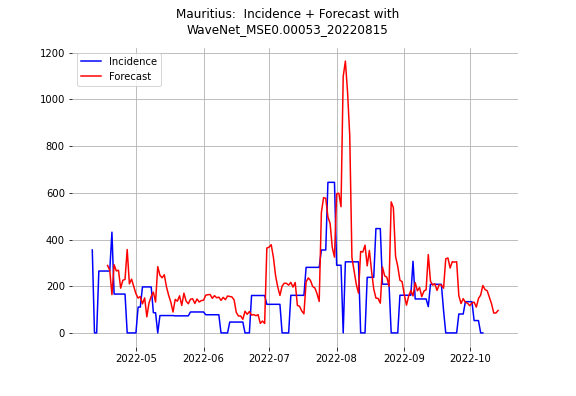 Mauritius:  Incidence + Forecast with
WaveNet_MSE0.00053_20220815
Incidence
Forecast
1200
1000
800
600
400
200
0
2022-05 2022-06 2022-07 2022-08 2022-09 2022-10